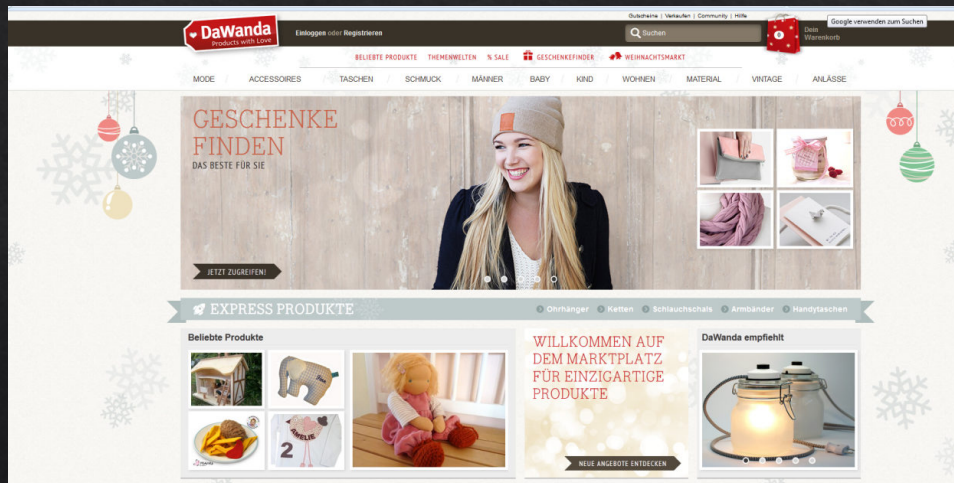 Gutscheine | Verkaufen | Community | Hilfe
Google verwenden zum Suchen
DaWanda
Products with Love
Einloggen oder Registrieren
Suchen
0
Dein
Warenkorb
BELIEBTE PRODUKTE THEMENWELTEN % SALE GESCHENKEFINDER WEIHNACHTSMARKT
MODE ACCESSOIRES TASCHEN SCHMUCK MÄNNER BABY KIND WOHNEN MATERIAL VINTAGE ANLÄSSE
GESCHENKE
FINDEN
DAS BESTE FÜR SIE
JETZT ZUGREIFEN!
EXPRESS PRODUKTE
Ohrhänger Ketten Schlauchschals Armbänder Handytaschen
Beliebte Produkte
AMELIE
2
WILLKOMMEN AUF
DEM MARKTPLATZ
FÜR EINZIGARTIGE
PRODUKTE
NEUE ANGEBOTE ENTDECKEN
DaWanda empfiehlt